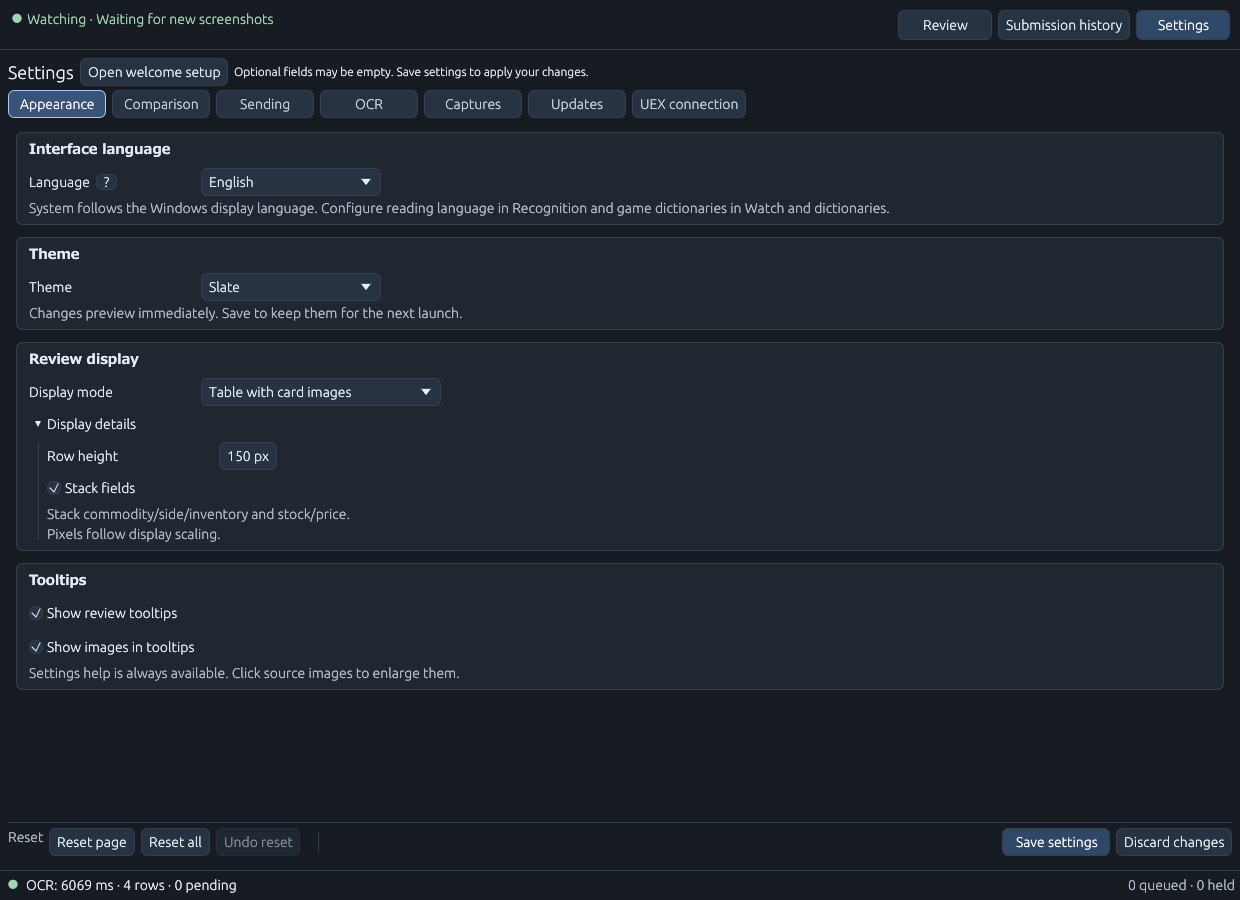 Watching · Waiting for new screenshots
Review
Submission history
Settings
Settings
Open welcome setup
Optional fields may be empty. Save settings to apply your changes.
Appearance
Comparison
Sending
OCR
Captures
Updates
UEX connection
Interface language
Language ?
English
System follows the Windows display language. Configure reading language in Recognition and game dictionaries in Watch and dictionaries.
Theme
Theme
Slate
Changes preview immediately. Save to keep them for the next launch.
Review display
Display mode
Table with card images
Display details
Row height
150 px
Stack fields
Stack commodity/side/inventory and stock/price.
Pixels follow display scaling.
Tooltips
Show review tooltips
Show images in tooltips
Settings help is always available. Click source images to enlarge them.
Reset
Reset page
Reset all
Undo reset
Save settings
Discard changes
OCR: 6069 ms · 4 rows · 0 pending
0 queued · 0 held